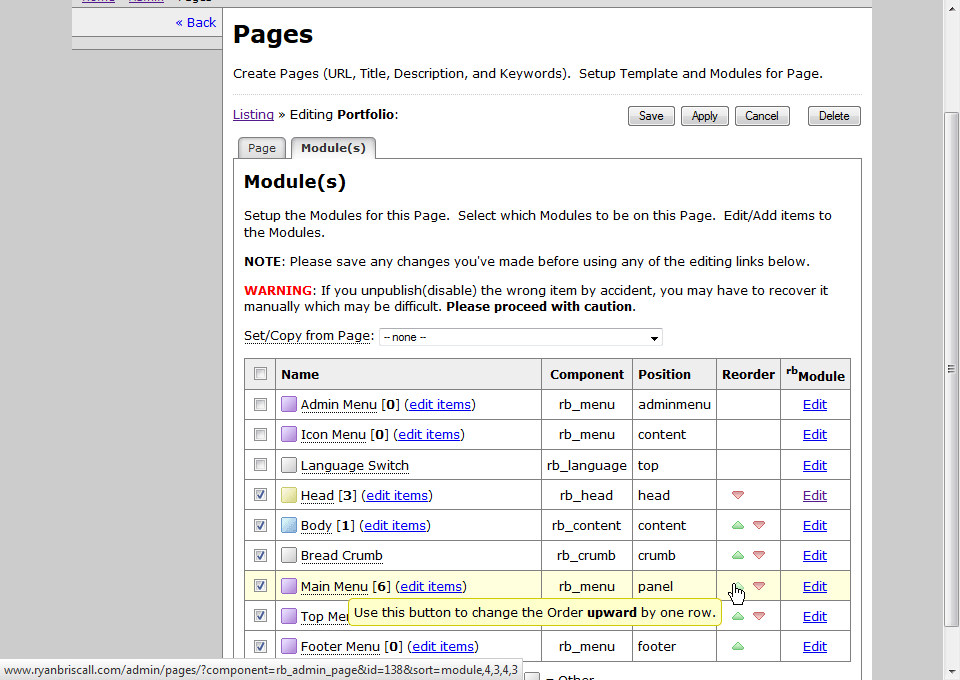 Home Admin Pages
« Back
Pages
Create Pages (URL, Title, Description, and Keywords). Setup Template and Modules for Page.
Listing » Editing Portfolio:
Save Apply Cancel Delete
Page Module(s)
Module(s)
Setup the Modules for this Page. Select which Modules to be on this Page. Edit/Add items to
the Modules.
NOTE: Please save any changes you've made before using any of the editing links below.
WARNING: If you unpublish(disable) the wrong item by accident, you may have to recover it
manually which may be difficult. Please proceed with caution.
Set/Copy from Page: -- none --
Name Component Position Reorder rbModule
Admin Menu [0] (edit items) rb_menu adminmenu Edit
Icon Menu [0] (edit items) rb_menu content Edit
Language Switch rb_language top Edit
Head [3] (edit items) rb_head head Edit
Body [1] (edit items) rb_content content Edit
Bread Crumb rb_crumb crumb Edit
Main Menu [6] (edit items) rb_menu panel Edit
Top Me Edit
Use this button to change the Order upward by one row.
Footer Menu [0] (edit items) rb_menu footer Edit
www.ryanbriscall.com/admin/pages/?component=rb_admin_page&id=138&sort=module,4,3,4,3
= Other